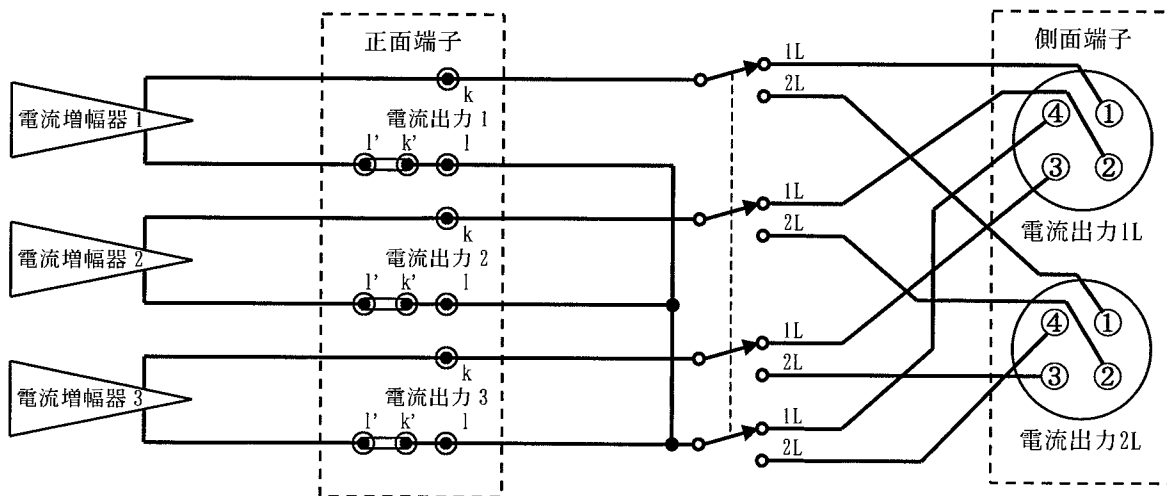 正面端子
側面端子
電流増幅器 1
k
電流出力 1
l' k' l
1L
2L
④ ①
③ ②
電流出力1L
電流増幅器 2
k
電流出力 2
l' k' l
1L
2L
電流増幅器 3
k
電流出力 3
l' k' l
1L
2L
1L
2L
④ ①
③ ②
電流出力2L